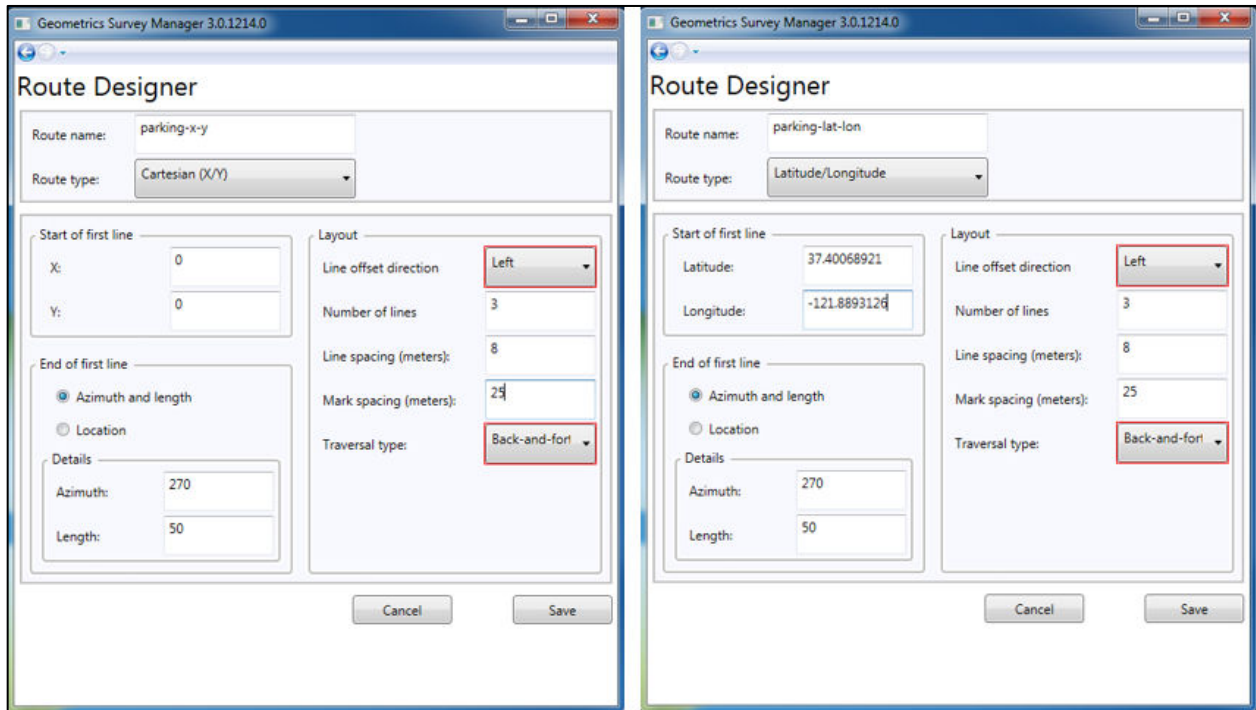 Geometrics Survey Manager 3.0.1214.0
Route Designer
Route name: parking-x-y
Route type: Cartesian (X/Y)
Start of first line
X: 0
Y: 0
End of first line
Azimuth and length
Location
Details
Azimuth: 270
Length: 50
Layout
Line offset direction Left
Number of lines 3
Line spacing (meters): 8
Mark spacing (meters): 25
Traversal type: Back-and-fort
Cancel Save
Geometrics Survey Manager 3.0.1214.0
Route Designer
Route name: parking-lat-lon
Route type: Latitude/Longitude
Start of first line
Latitude: 37.40068921
Longitude: -121.8893126
End of first line
Azimuth and length
Location
Details
Azimuth: 270
Length: 50
Layout
Line offset direction Left
Number of lines 3
Line spacing (meters): 8
Mark spacing (meters): 25
Traversal type: Back-and-fort
Cancel Save